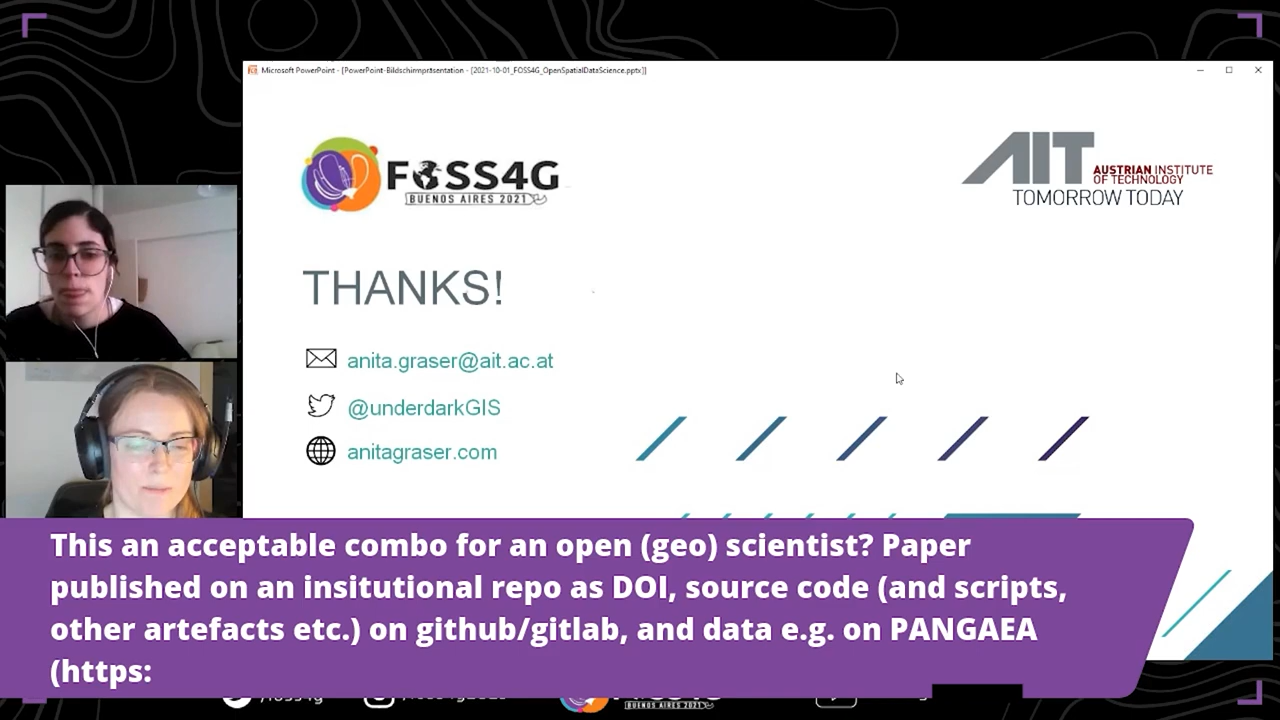 Microsoft PowerPoint - [PowerPoint-Bildschirmpräsentation - [2021-10-01_FOSS4G_OpenSpatialDataScience.pptx]]
FOSS4G
BUENOS AIRES 2021
AIT
AUSTRIAN INSTITUTE
OF TECHNOLOGY
TOMORROW TODAY
THANKS!
anita.graser@ait.ac.at
@underdarkGIS
anitagraser.com
This an acceptable combo for an open (geo) scientist? Paper
published on an insitutional repo as DOI, source code (and scripts,
other artefacts etc.) on github/gitlab, and data e.g. on PANGAEA
(https:
BUENOS AIRES 2021